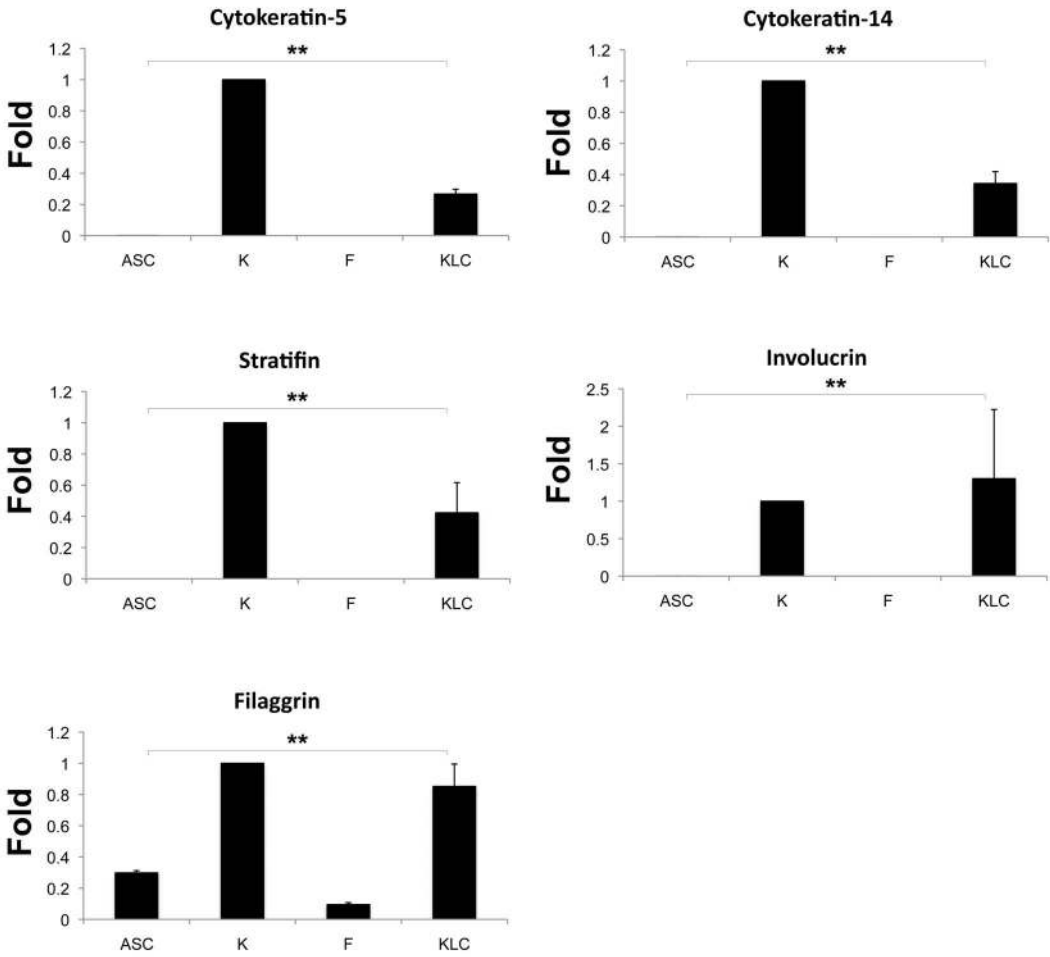 Cytokeratin-5
**
1.2
1
0.8
0.6
0.4
0.2
0
Fold
ASC K F KLC
Cytokeratin-14
**
1.2
1
0.8
0.6
0.4
0.2
0
Fold
ASC K F KLC
Stratifin
**
1.2
1
0.8
0.6
0.4
0.2
0
Fold
ASC K F KLC
Involucrin
**
2.5
2
1.5
1
0.5
0
Fold
ASC K F KLC
Filaggrin
**
1.2
1
0.8
0.6
0.4
0.2
0
Fold
ASC K F KLC